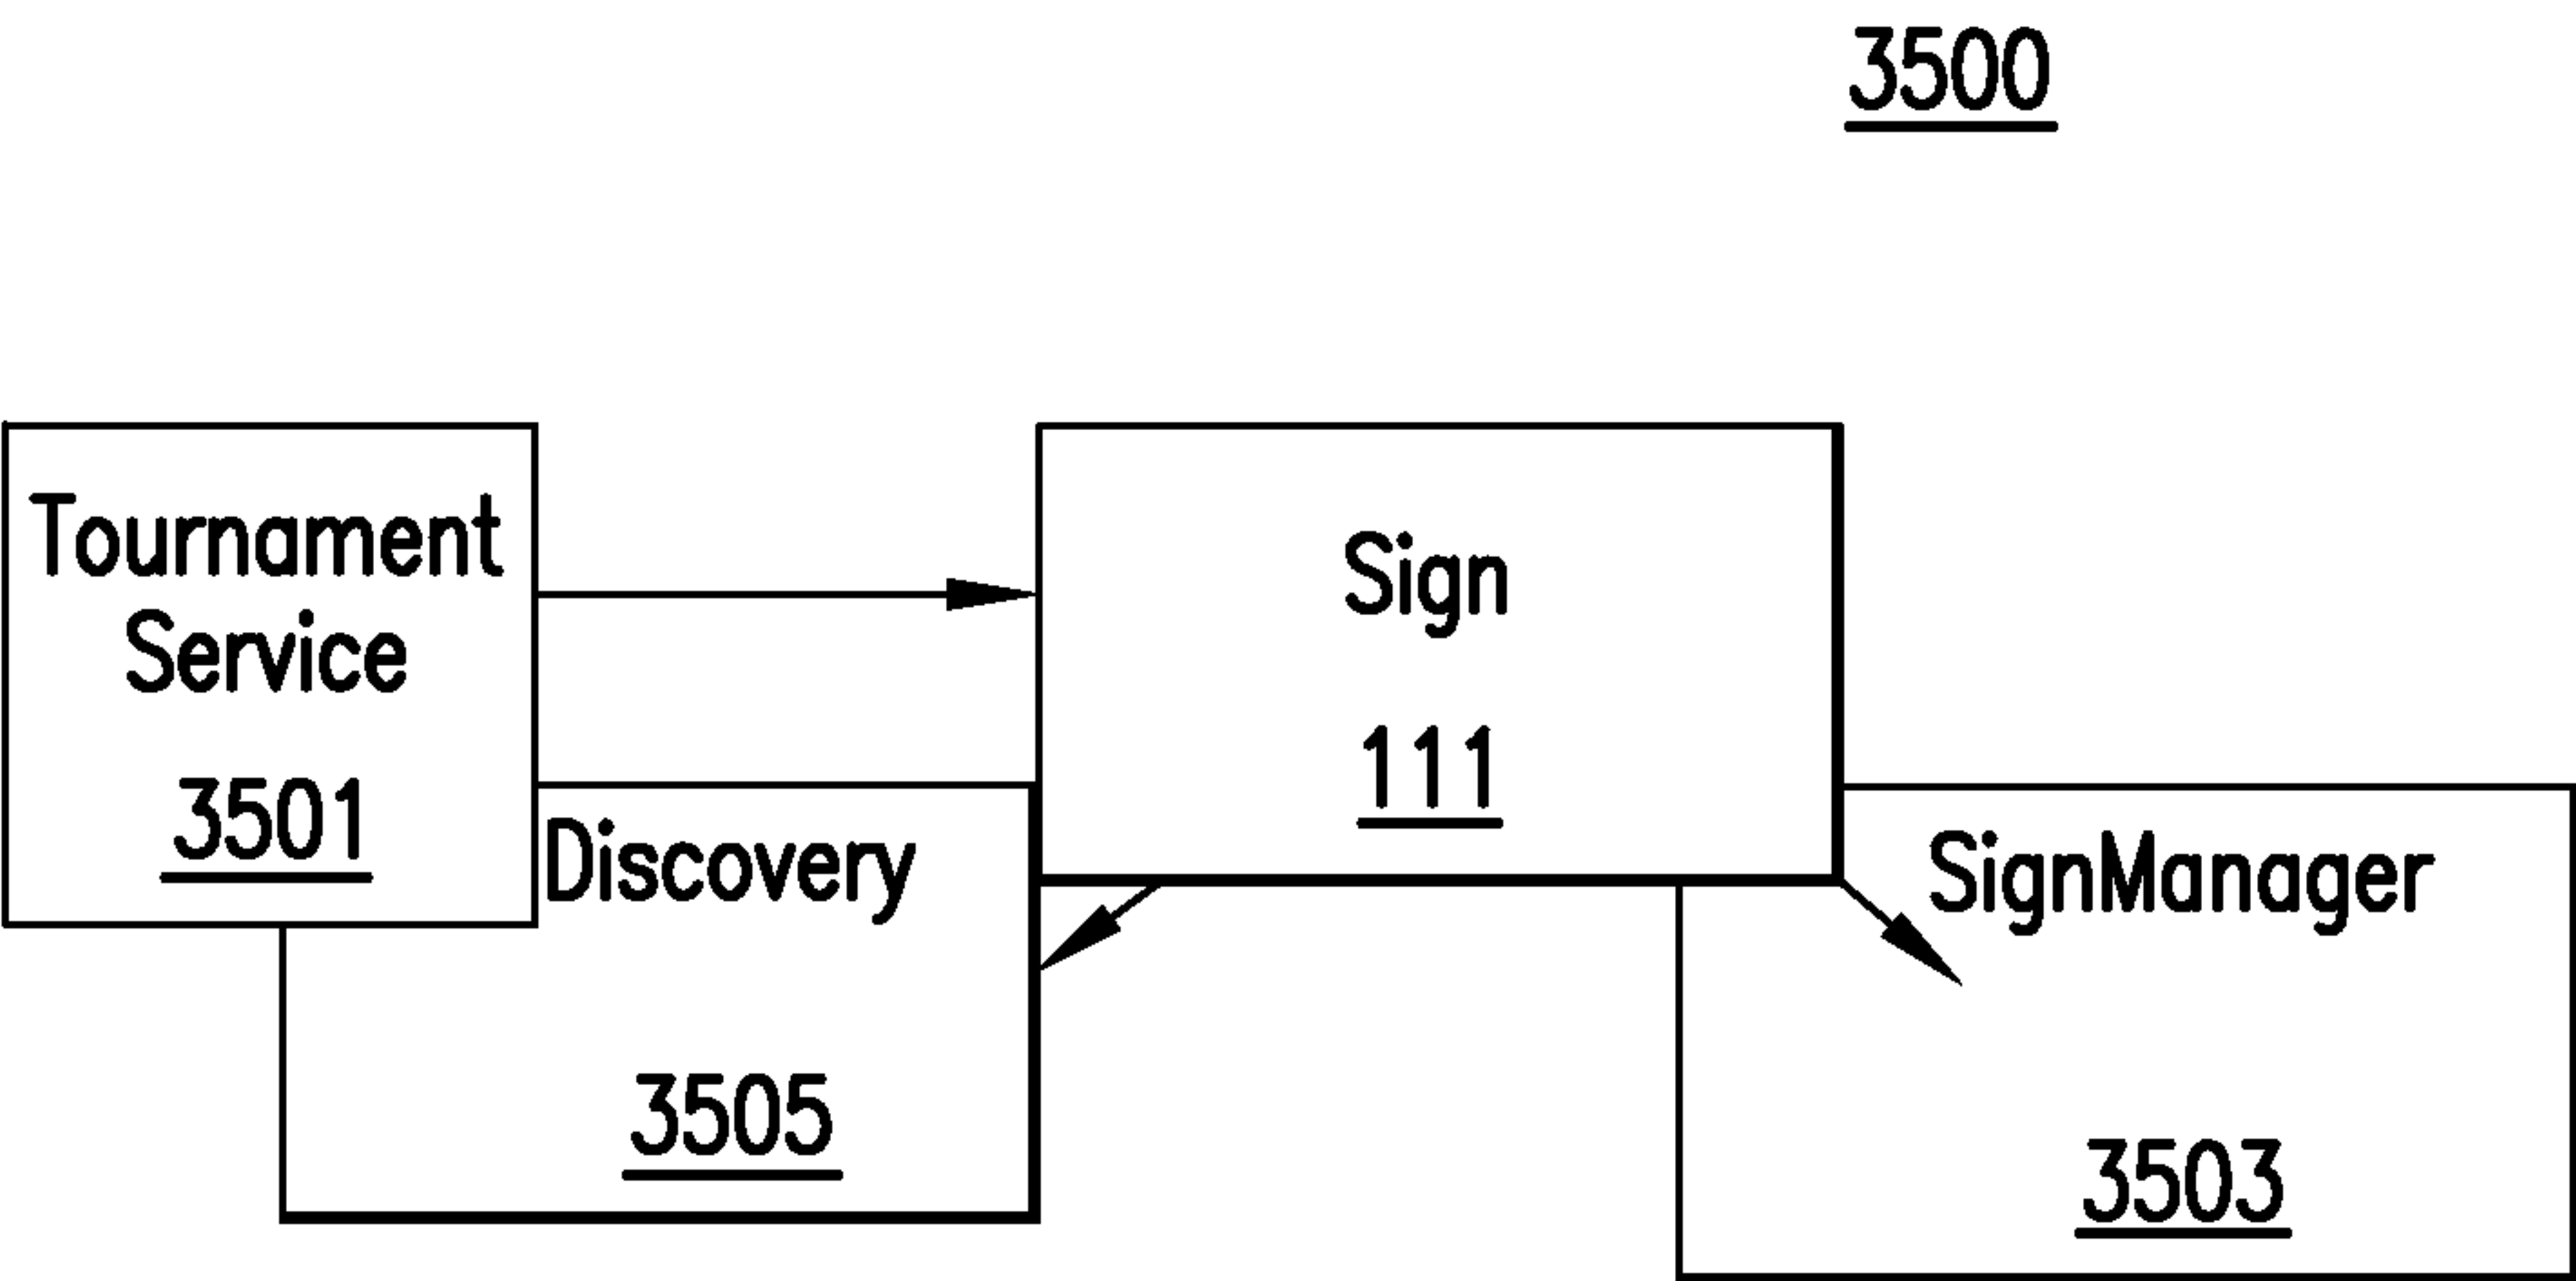 3500
Tournament
Service
3501
Sign
111
Discovery
3505
SignManager
3503